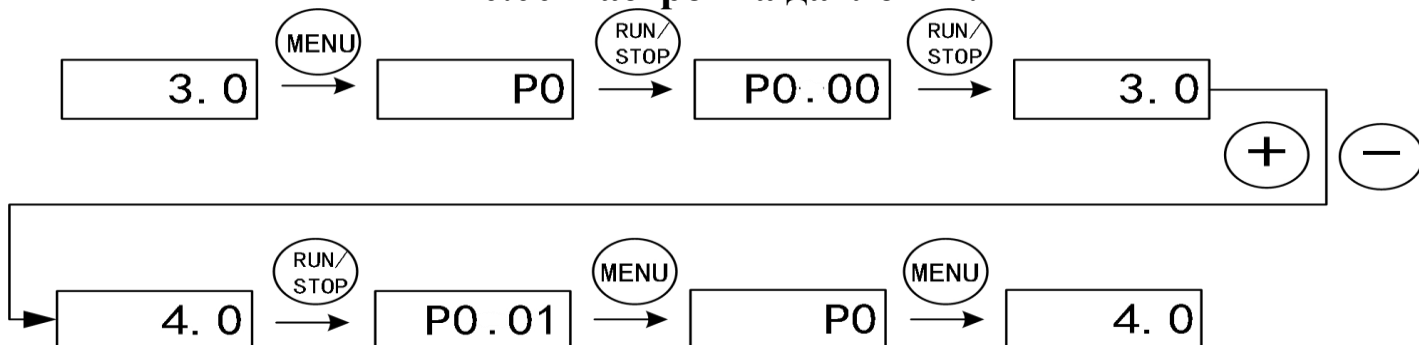 MENU
RUN/
STOP
RUN/
STOP
3. 0
P0
P0.00
3. 0
+
−
RUN/
STOP
MENU
MENU
4. 0
P0.01
P0
4. 0